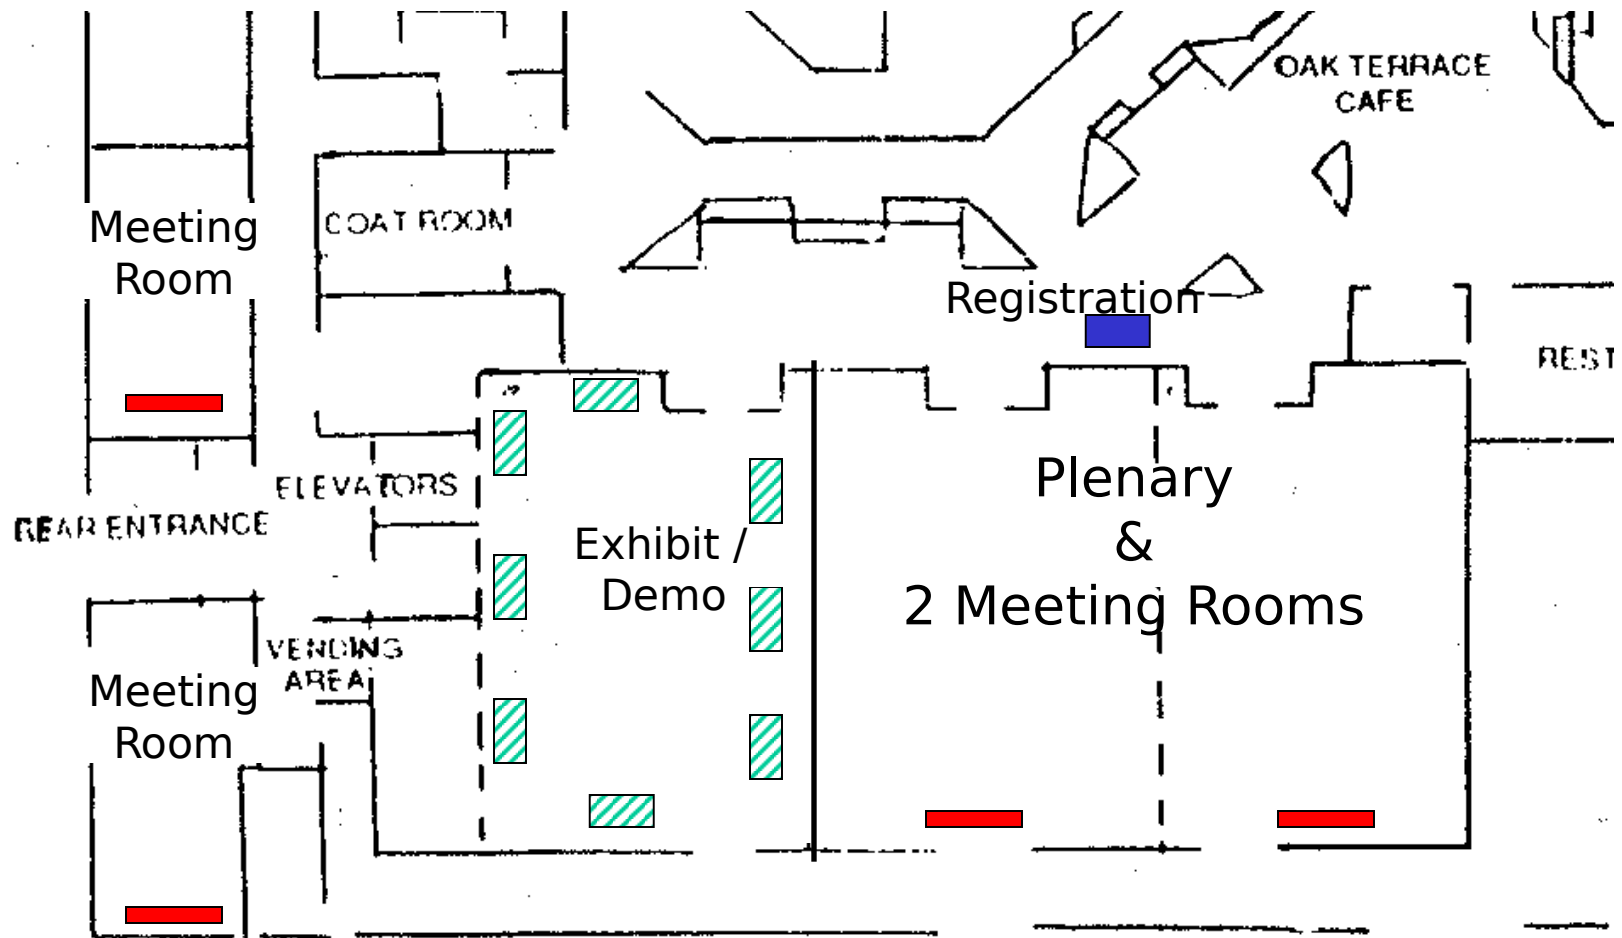 OAK TERRACE
CAFE
Meeting
Room
COAT ROOM
Registration
REST
Plenary
&
2 Meeting Rooms
ELEVATORS
REAR ENTRANCE
Exhibit /
Demo
VENDING
AREA
Meeting
Room